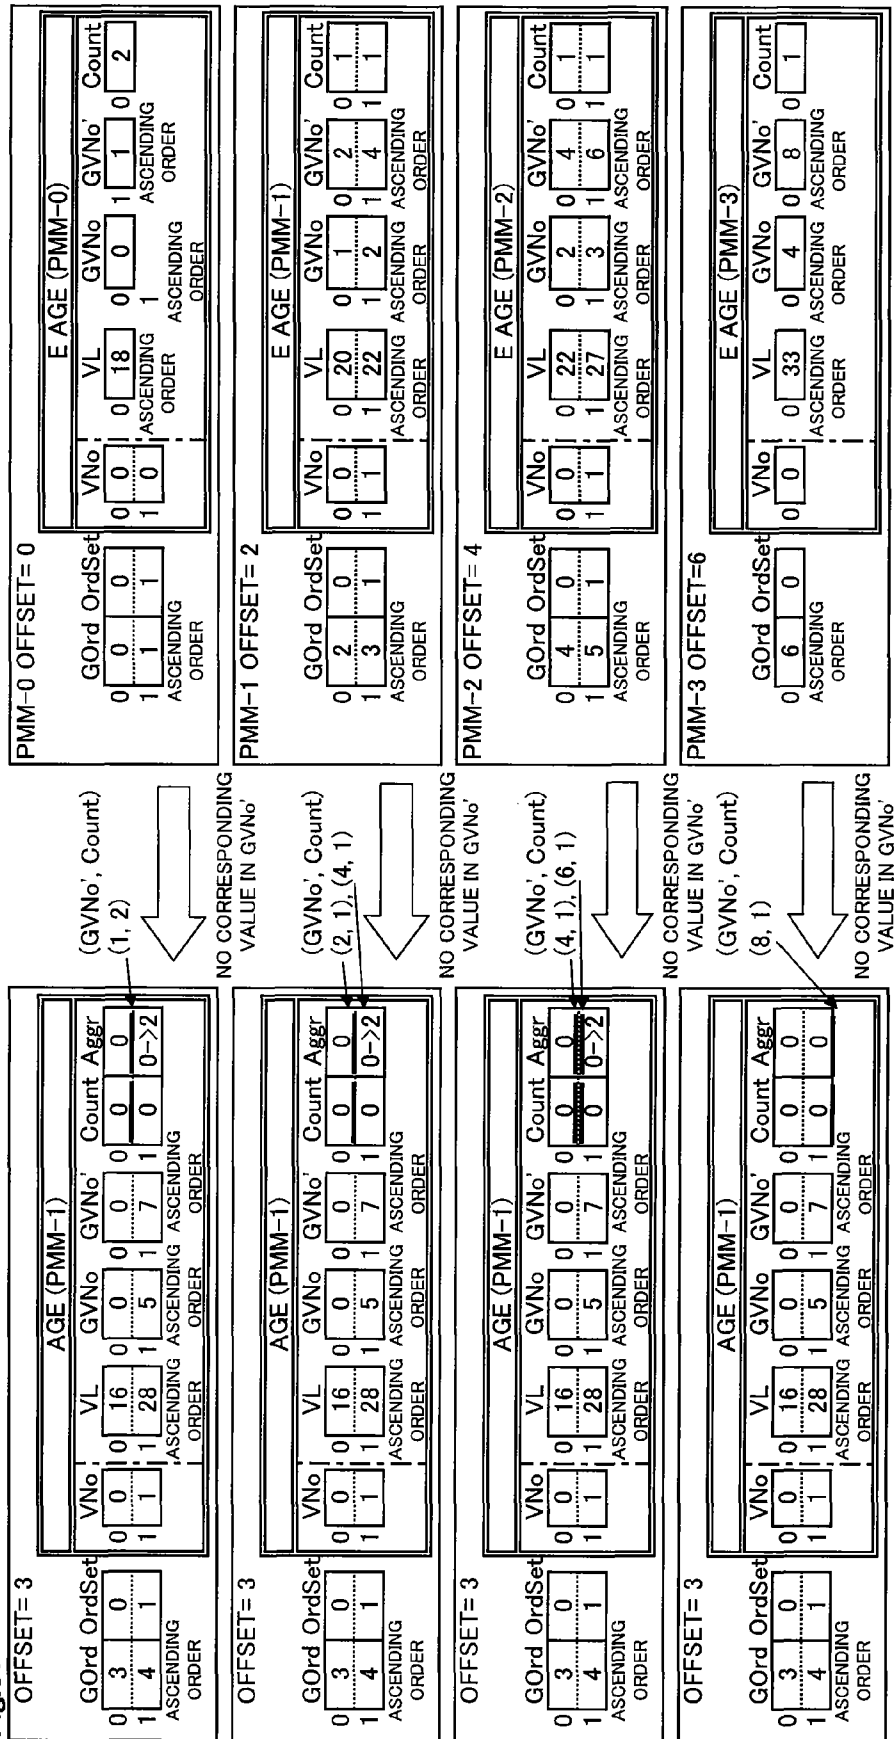 OFFSET= 3
AGE (PMM-1)
GOrd OrdSet VNo VL GVNo GVNo' Count Aggr
0 3 0 0 0 0 16 0 0 0 0 0 0 0
1 4 1 1 1 1 28 1 5 1 7 1 0 0->2
ASCENDING ORDER
ASCENDING ORDER
ASCENDING ORDER
ASCENDING ORDER
(GVNo', Count)
(1, 2)
NO CORRESPONDING
VALUE IN GVNo'
PMM-0 OFFSET= 0
E AGE (PMM-0)
GOrd OrdSet VNo VL GVNo GVNo' Count
0 0 0 0 0 0 18 0 0 1 1 0 2
1 1 1 1 0 1
ASCENDING ORDER
ASCENDING ORDER
ASCENDING ORDER
ASCENDING ORDER
OFFSET= 3
AGE (PMM-1)
GOrd OrdSet VNo VL GVNo GVNo' Count Aggr
0 3 0 0 0 0 16 0 0 0 0 0 0 0
1 4 1 1 1 1 28 1 5 1 7 1 0 0->2
ASCENDING ORDER
ASCENDING ORDER
ASCENDING ORDER
ASCENDING ORDER
(GVNo', Count)
(2, 1), (4, 1)
NO CORRESPONDING
VALUE IN GVNo'
PMM-1 OFFSET= 2
E AGE (PMM-1)
GOrd OrdSet VNo VL GVNo GVNo' Count
0 2 0 0 0 0 20 0 1 0 2 0 1
1 3 1 1 1 1 22 1 2 1 4 1 1
ASCENDING ORDER
ASCENDING ORDER
ASCENDING ORDER
ASCENDING ORDER
OFFSET= 3
AGE (PMM-1)
GOrd OrdSet VNo VL GVNo GVNo' Count Aggr
0 3 0 0 0 0 16 0 0 0 0 0 0 0
1 4 1 1 1 1 28 1 5 1 7 1 0 0->2
ASCENDING ORDER
ASCENDING ORDER
ASCENDING ORDER
ASCENDING ORDER
(GVNo', Count)
(4, 1), (6, 1)
NO CORRESPONDING
VALUE IN GVNo'
PMM-2 OFFSET= 4
E AGE (PMM-2)
GOrd OrdSet VNo VL GVNo GVNo' Count
0 4 0 0 0 0 22 0 2 0 4 0 1
1 5 1 1 1 1 27 1 3 1 6 1 1
ASCENDING ORDER
ASCENDING ORDER
ASCENDING ORDER
ASCENDING ORDER
OFFSET= 3
AGE (PMM-1)
GOrd OrdSet VNo VL GVNo GVNo' Count Aggr
0 3 0 0 0 0 16 0 0 0 0 0 0 0
1 4 1 1 1 1 28 1 5 1 7 1 0 0
ASCENDING ORDER
ASCENDING ORDER
ASCENDING ORDER
ASCENDING ORDER
(GVNo', Count)
(8, 1)
NO CORRESPONDING
VALUE IN GVNo'
PMM-3 OFFSET=6
E AGE (PMM-3)
GOrd OrdSet VNo VL GVNo GVNo' Count
0 6 0 0 0 0 33 0 4 0 8 0 1
ASCENDING ORDER
ASCENDING ORDER
ASCENDING ORDER
ASCENDING ORDER